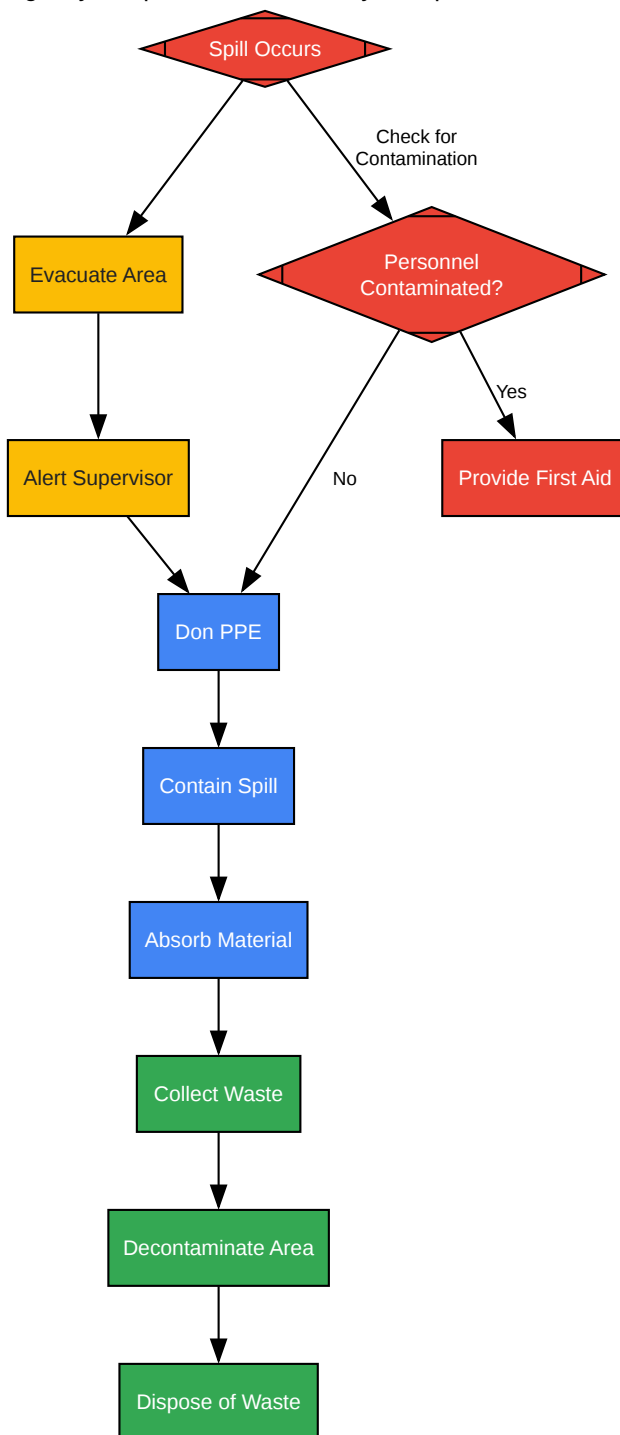 Spill Occurs
Check for
Contamination
Evacuate Area
Personnel
Contaminated?
Yes
Alert Supervisor
No
Provide First Aid
Don PPE
Contain Spill
Absorb Material
Collect Waste
Decontaminate Area
Dispose of Waste